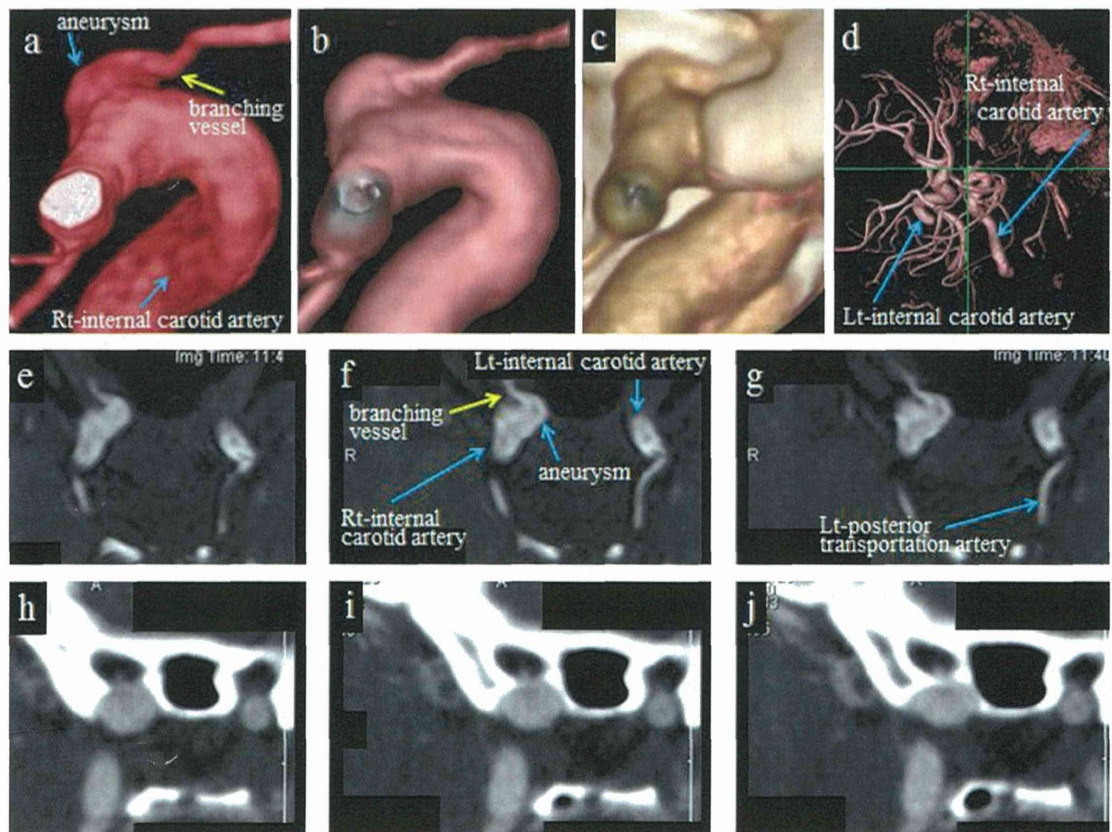 a
aneurysm
branching
vessel
Rt-internal carotid artery
b
c
d
Rt-internal
carotid artery
Lt-internal carotid artery
e
Img Time: 11:4
f
Lt-internal carotid artery
branching
vessel
R
aneurysm
Rt-internal
carotid artery
g
Img Time: 11:40
R
Lt-posterior
transportation artery
h
A
i
j